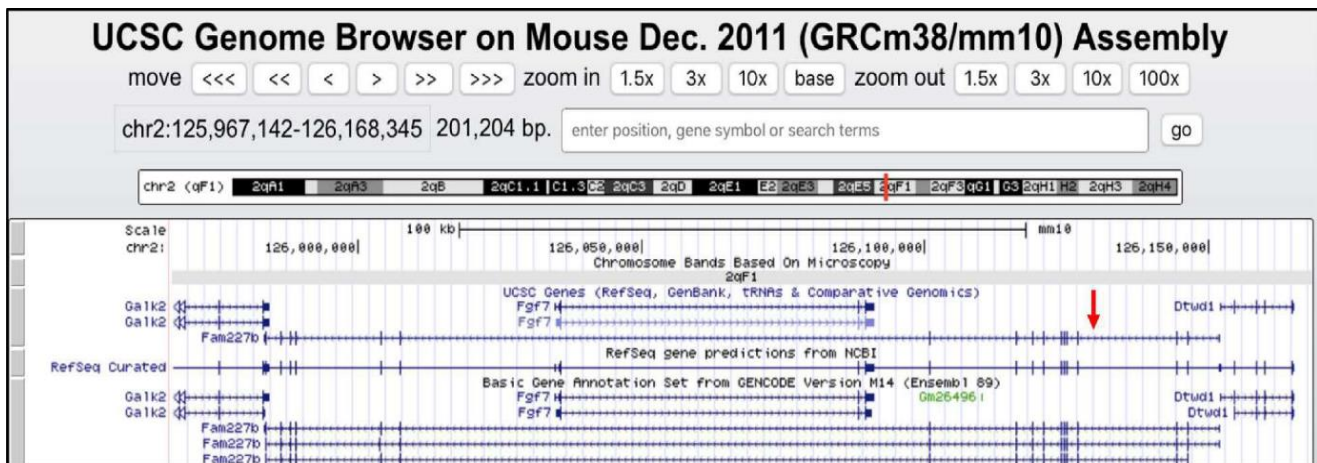 UCSC Genome Browser on Mouse Dec. 2011 (GRCm38/mm10) Assembly
move <<< << < > >> >>> zoom in 1.5x 3x 10x base zoom out 1.5x 3x 10x 100x
chr2:125,967,142-126,168,345 201,204 bp. enter position, gene symbol or search terms go
chr2 (qF1) 2qA1 2qA3 2qB 2qC1.1 C1.3 C2 2qC3 2qD 2qE1 E2 2qE3 2qE5 2qF1 2qF3 qG1 G3 2qH1 H2 2qH3 2qH4
Scale 100 kb mm10
chr2: 126,000,000 126,050,000 126,100,000 126,150,000
Chromosome Bands Based On Microscopy
2qF1
UCSC Genes (RefSeq, GenBank, tRNAs & Comparative Genomics)
Galk2 Fgf7 Dtwd1
Galk2 Fgf7
Fam227b
RefSeq gene predictions from NCBI
RefSeq Curated
Basic Gene Annotation Set from GENCODE Version M14 (Ensembl 89)
Galk2 Fgf7 Gm26496 Dtwd1
Galk2 Fgf7 Dtwd1
Fam227b
Fam227b
Fam227b